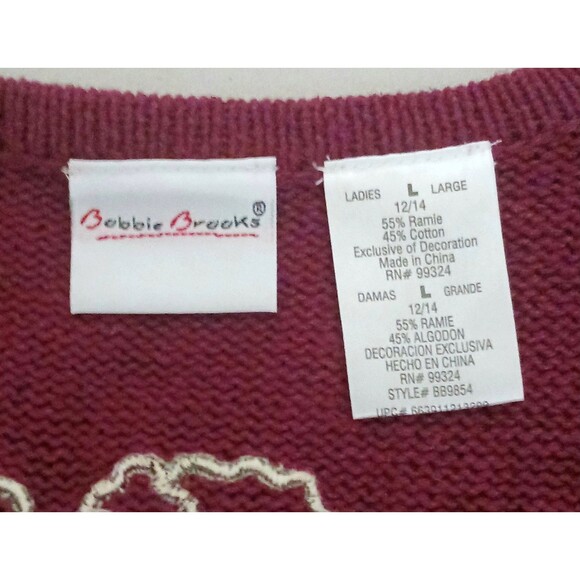 Bobbie Brooks®
LADIES L LARGE
12/14
55% Ramie
45% Cotton
Exclusive of Decoration
Made in China
RN# 99324
DAMAS L GRANDE
12/14
55% RAMIE
45% ALGODON
DECORACION EXCLUSIVA
HECHO EN CHINA
RN# 99324
STYLE# BB9854
UPC#